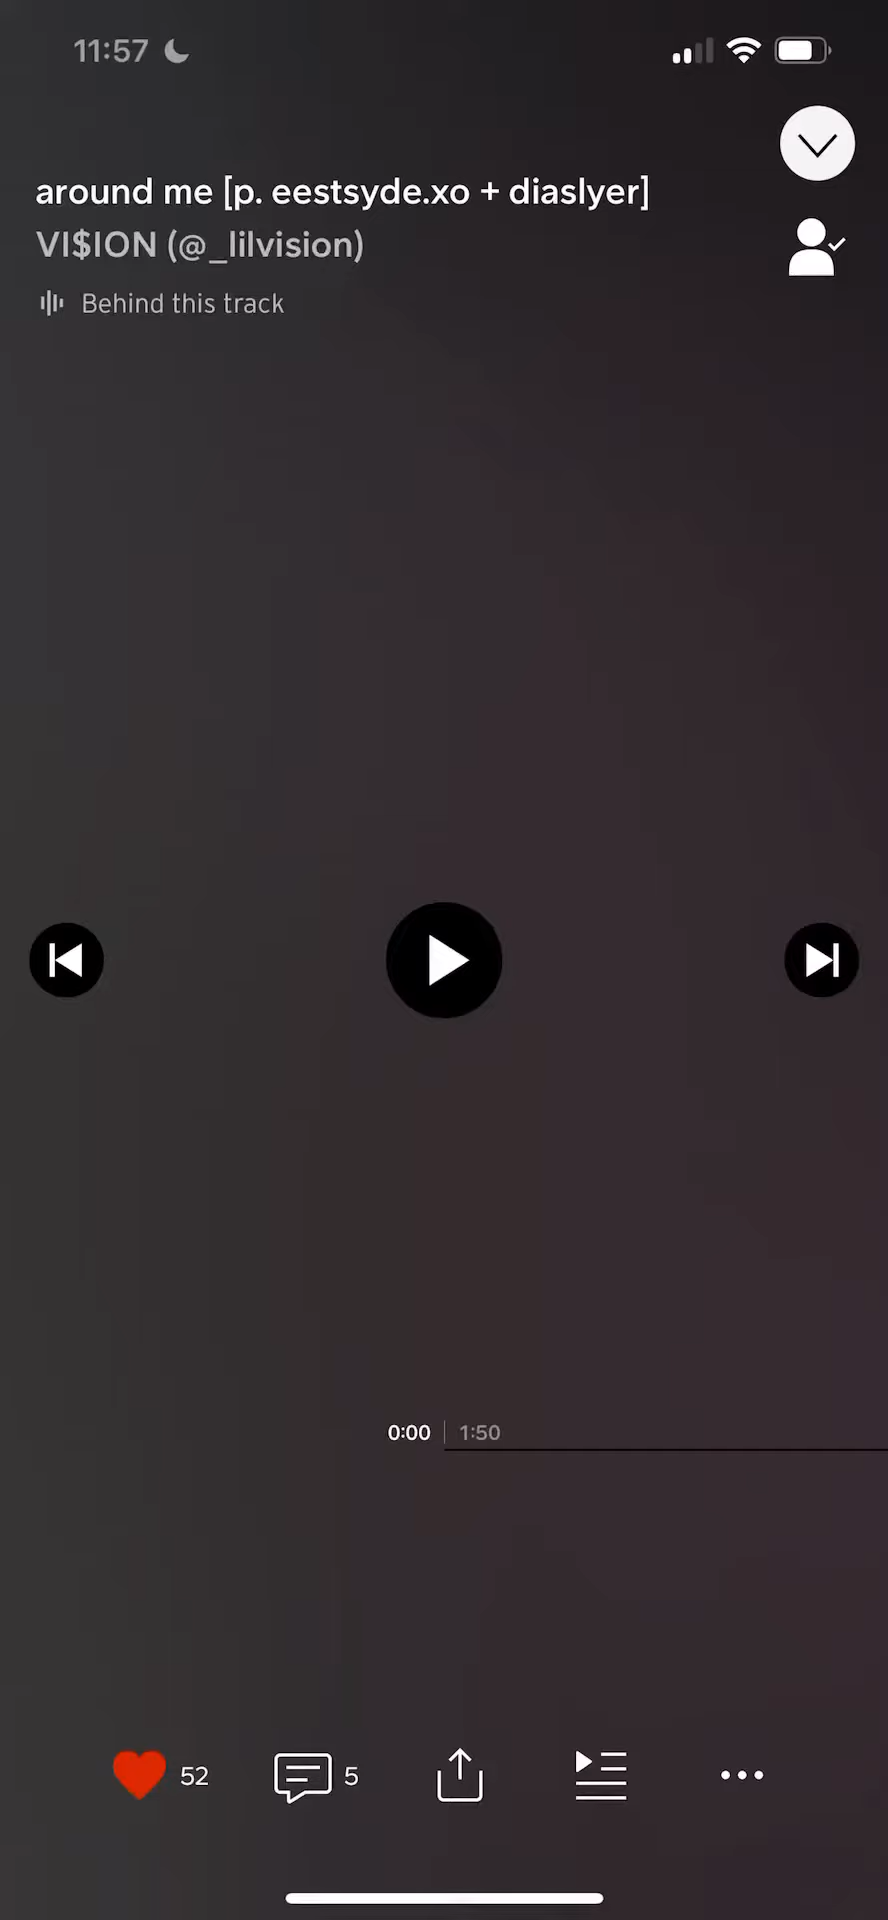 11:57
around me [p. eestsyde.xo + diaslyer]
VI$ION (@_lilvision)
Behind this track
0:00 1:50
52 5